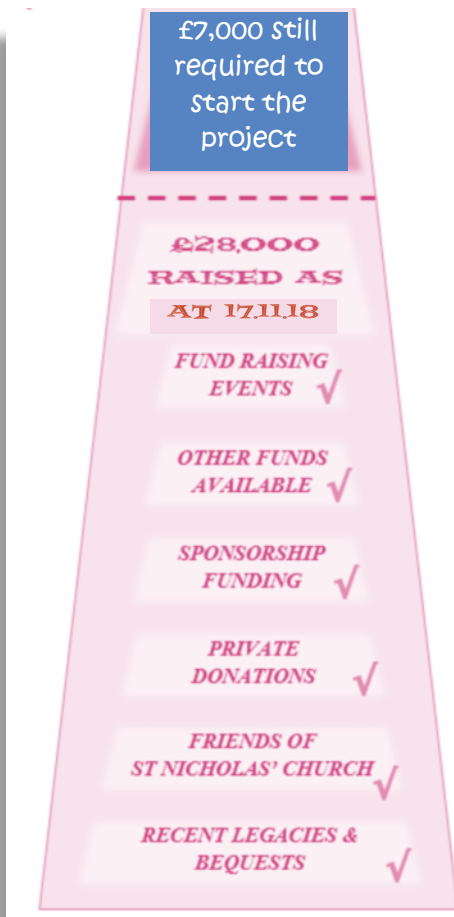 £7,000 still
required to
start the
project
£28,000
RAISED AS
AT 17.11.18
FUND RAISING
EVENTS √
OTHER FUNDS
AVAILABLE √
SPONSORSHIP
FUNDING √
PRIVATE
DONATIONS √
FRIENDS OF
ST NICHOLAS’ CHURCH √
RECENT LEGACIES &
BEQUESTS √